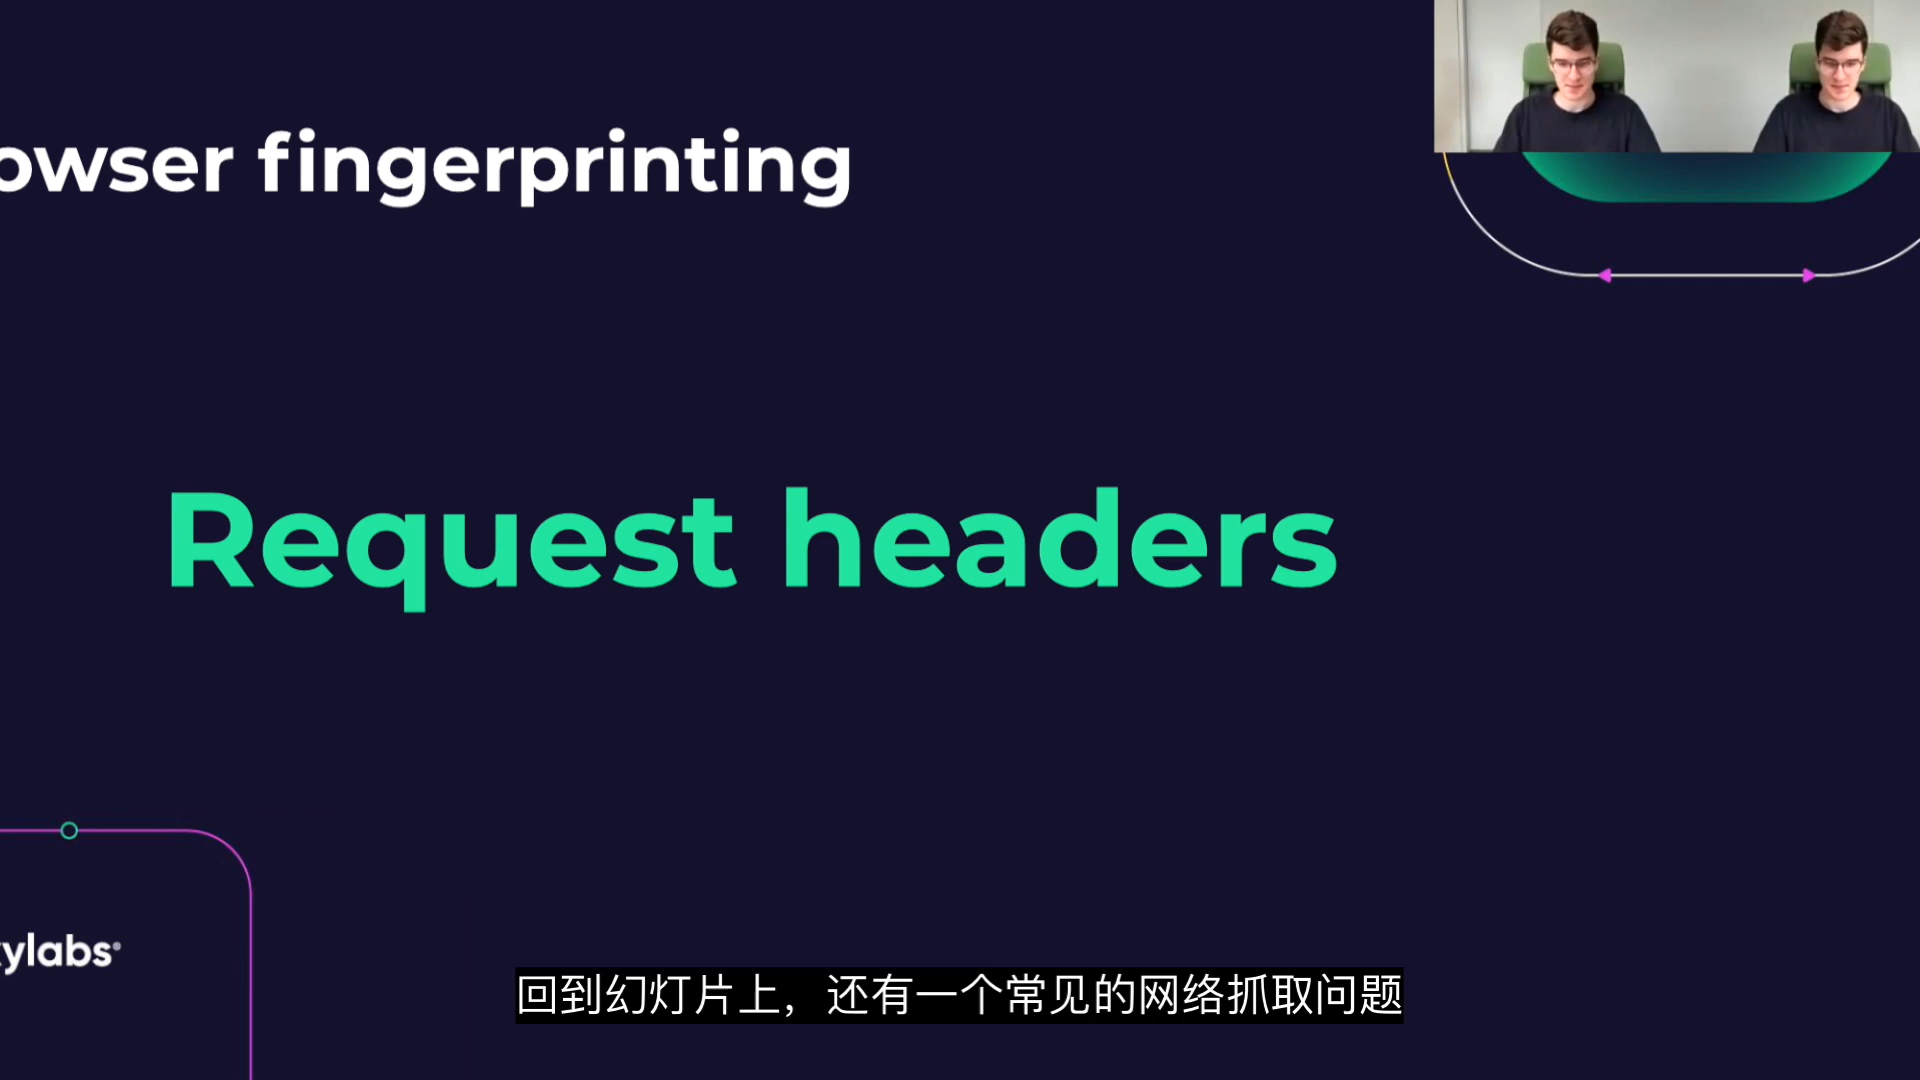 owser fingerprinting
Request headers
ylabs®
回到幻灯片上，还有一个常见的网络抓取问题